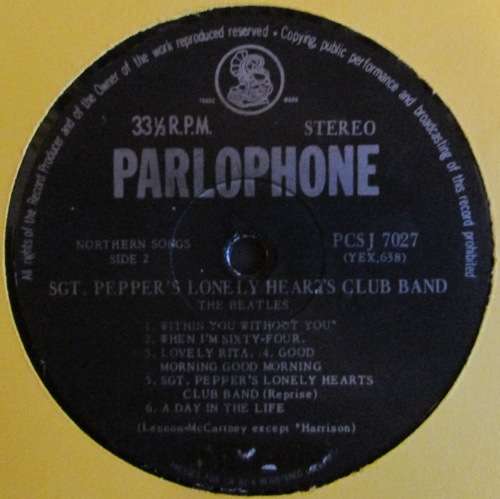 All rights of the Record Producer and of the Owner of the work reproduced reserved • Copying, public performance and broadcasting of this record prohibited
TRADE MARK
33⅓ R.P.M. STEREO
PARLOPHONE
NORTHERN SONGS PCSJ 7027
SIDE 2 (YEX.638)
SGT. PEPPER'S LONELY HEARTS CLUB BAND
THE BEATLES
1. WITHIN YOU WITHOUT YOU*
2. WHEN I'M SIXTY-FOUR.
3. LOVELY RITA. 4. GOOD
MORNING GOOD MORNING
5. SGT. PEPPER'S LONELY HEARTS
CLUB BAND (Reprise)
6. A DAY IN THE LIFE
(Lennon-McCartney except *Harrison)